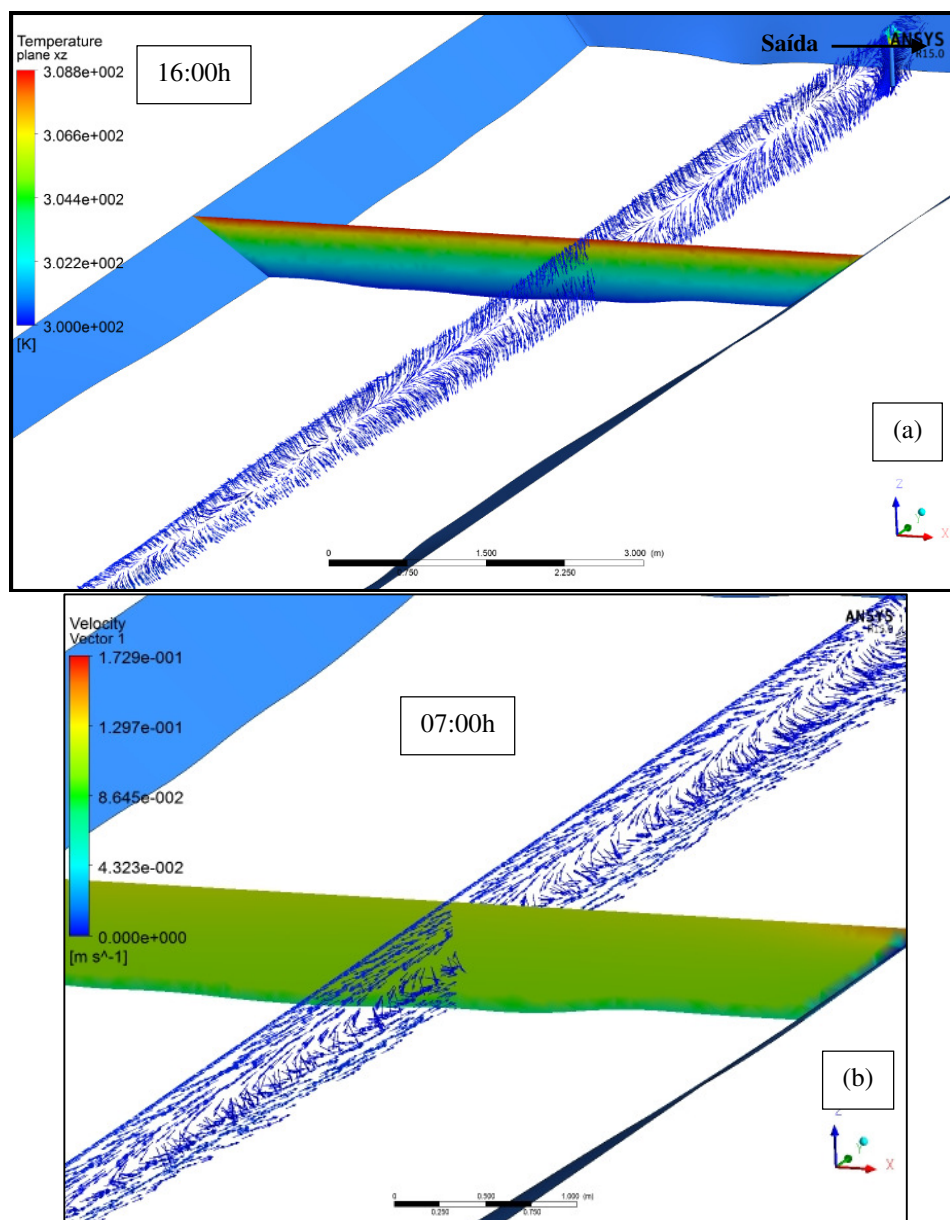 Temperature
plane xz
3.088e+002
3.066e+002
3.044e+002
3.022e+002
3.000e+002
[K]
16:00h
Saída
ANSYS
R15.0
(a)
Z
Y
X
0
1.500
3.000 (m)
0.750
2.250
Velocity
Vector 1
1.729e-001
1.297e-001
8.645e-002
4.323e-002
0.000e+000
[m s^-1]
07:00h
ANSYS
R15.0
(b)
Z
Y
X
0
0.500
1.000 (m)
0.250
0.750